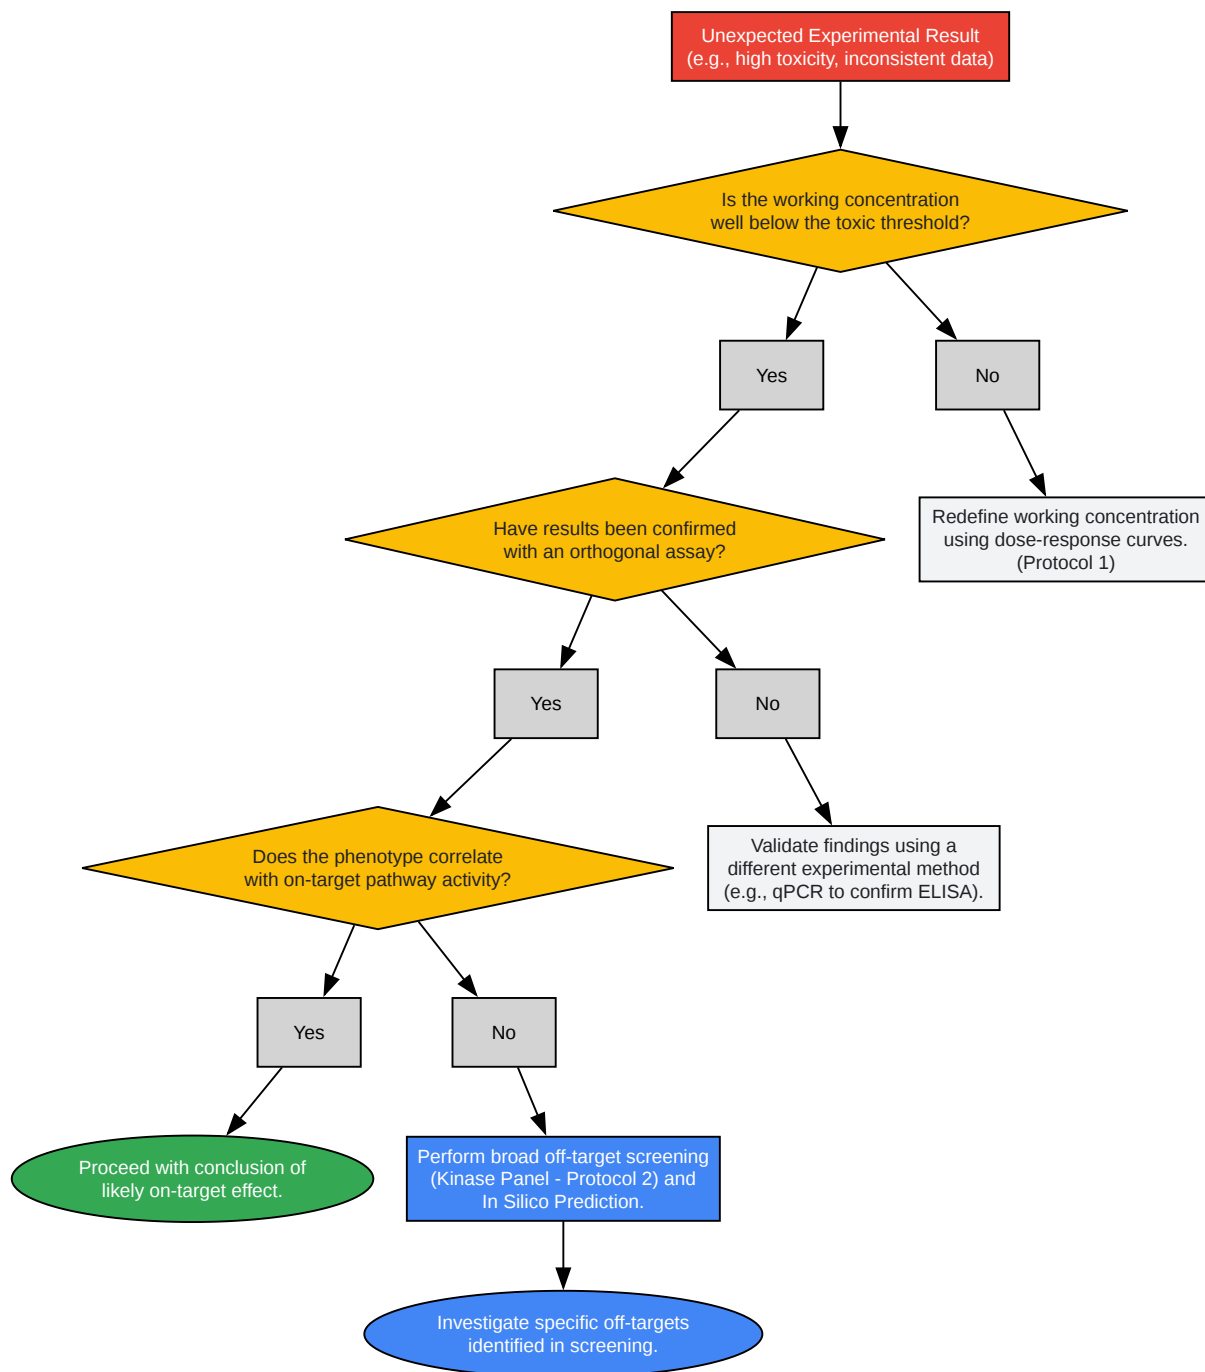 Unexpected Experimental Result
(e.g., high toxicity, inconsistent data)
Is the working concentration
well below the toxic threshold?
Yes
No
Have results been confirmed
with an orthogonal assay?
Redefine working concentration
using dose-response curves.
(Protocol 1)
Yes
No
Does the phenotype correlate
with on-target pathway activity?
Validate findings using a
different experimental method
(e.g., qPCR to confirm ELISA).
Yes
No
Proceed with conclusion of
likely on-target effect.
Perform broad off-target screening
(Kinase Panel - Protocol 2) and
In Silico Prediction.
Investigate specific off-targets
identified in screening.